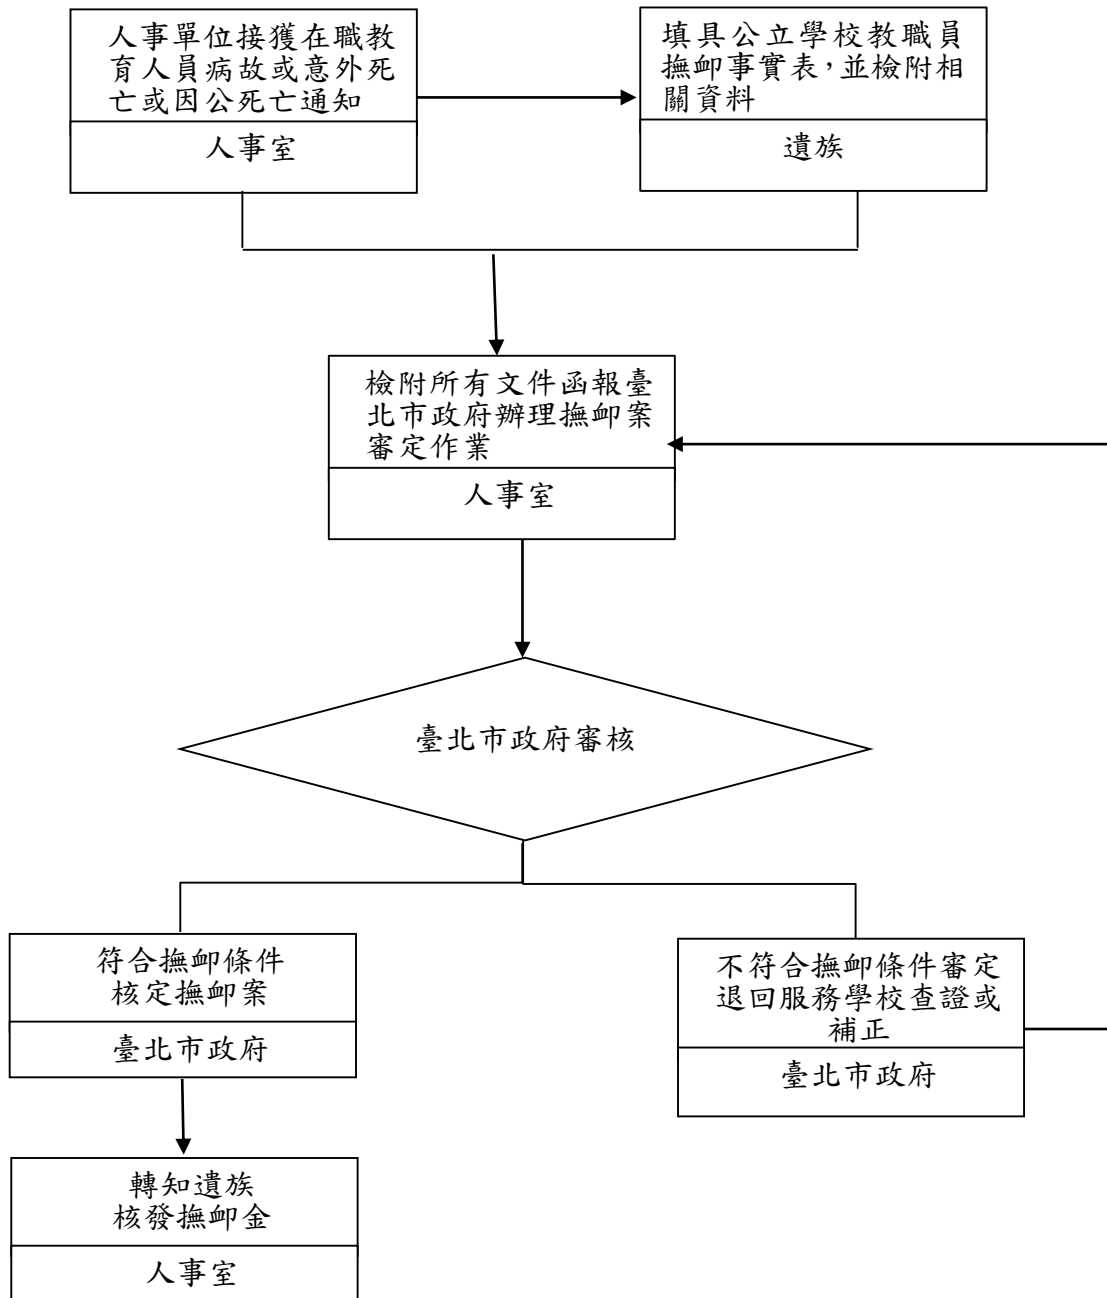 人事單位接獲在職教
育人員病故或意外死
亡或因公死亡通知
人事室
填具公立學校教職員
撫卹事實表，並檢附相
關資料
遺族
檢附所有文件函報臺
北市政府辦理撫卹案
審定作業
人事室
臺北市政府審核
符合撫卹條件
核定撫卹案
臺北市政府
不符合撫卹條件審定
退回服務學校查證或
補正
臺北市政府
轉知遺族
核發撫卹金
人事室